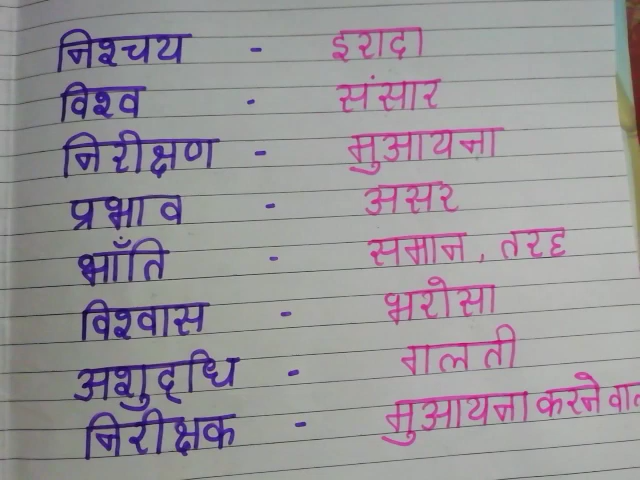 निश्चय - इरादा
विश्व - संसार
निरीक्षण - मुआयना
प्रभाव - असर
भाँति - समान, तरह
विश्वास - भरोसा
अशुद्धि - गलती
निरीक्षक - मुआयना करने